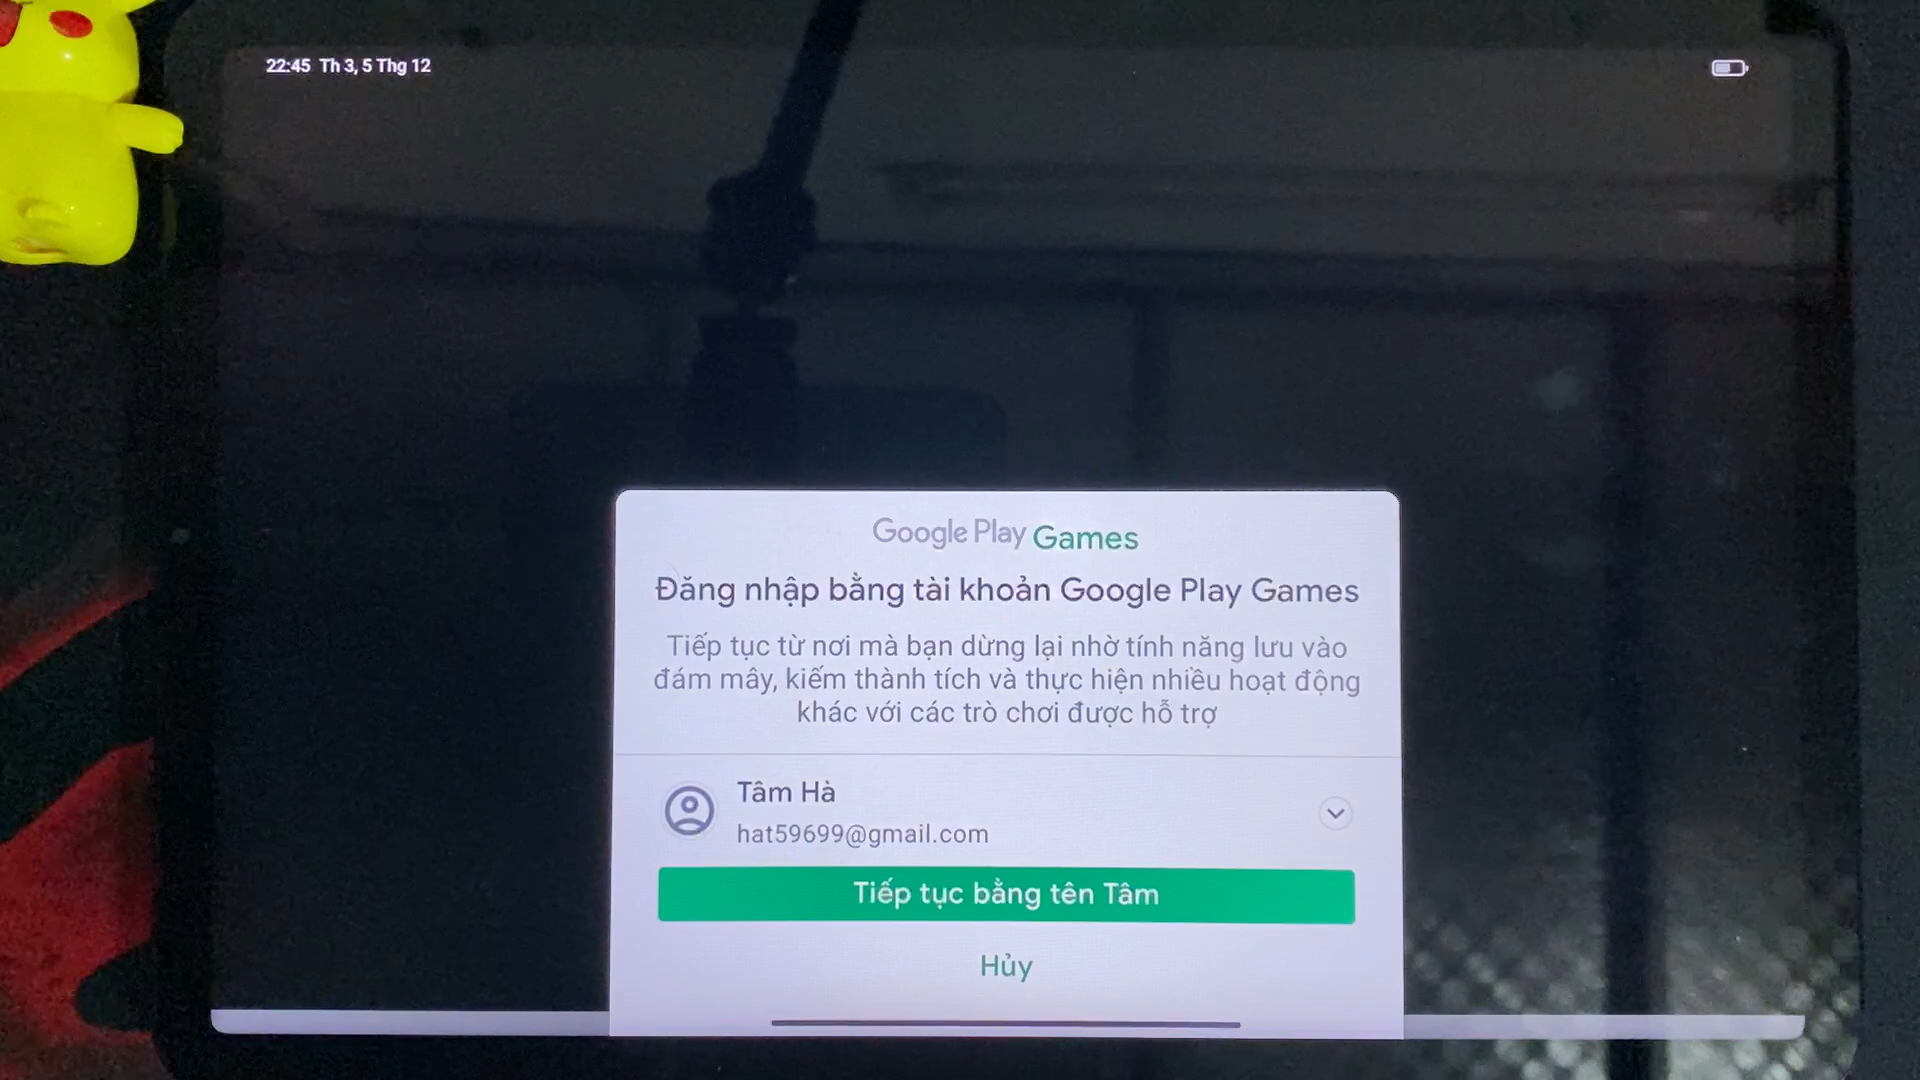 22:45 Th 3, 5 Thg 12
Google Play Games
Đăng nhập bằng tài khoản Google Play Games
Tiếp tục từ nơi mà bạn dừng lại nhờ tính năng lưu vào
đám mây, kiếm thành tích và thực hiện nhiều hoạt động
khác với các trò chơi được hỗ trợ
Tâm Hà
hat59699@gmail.com
Tiếp tục bằng tên Tâm
Hủy